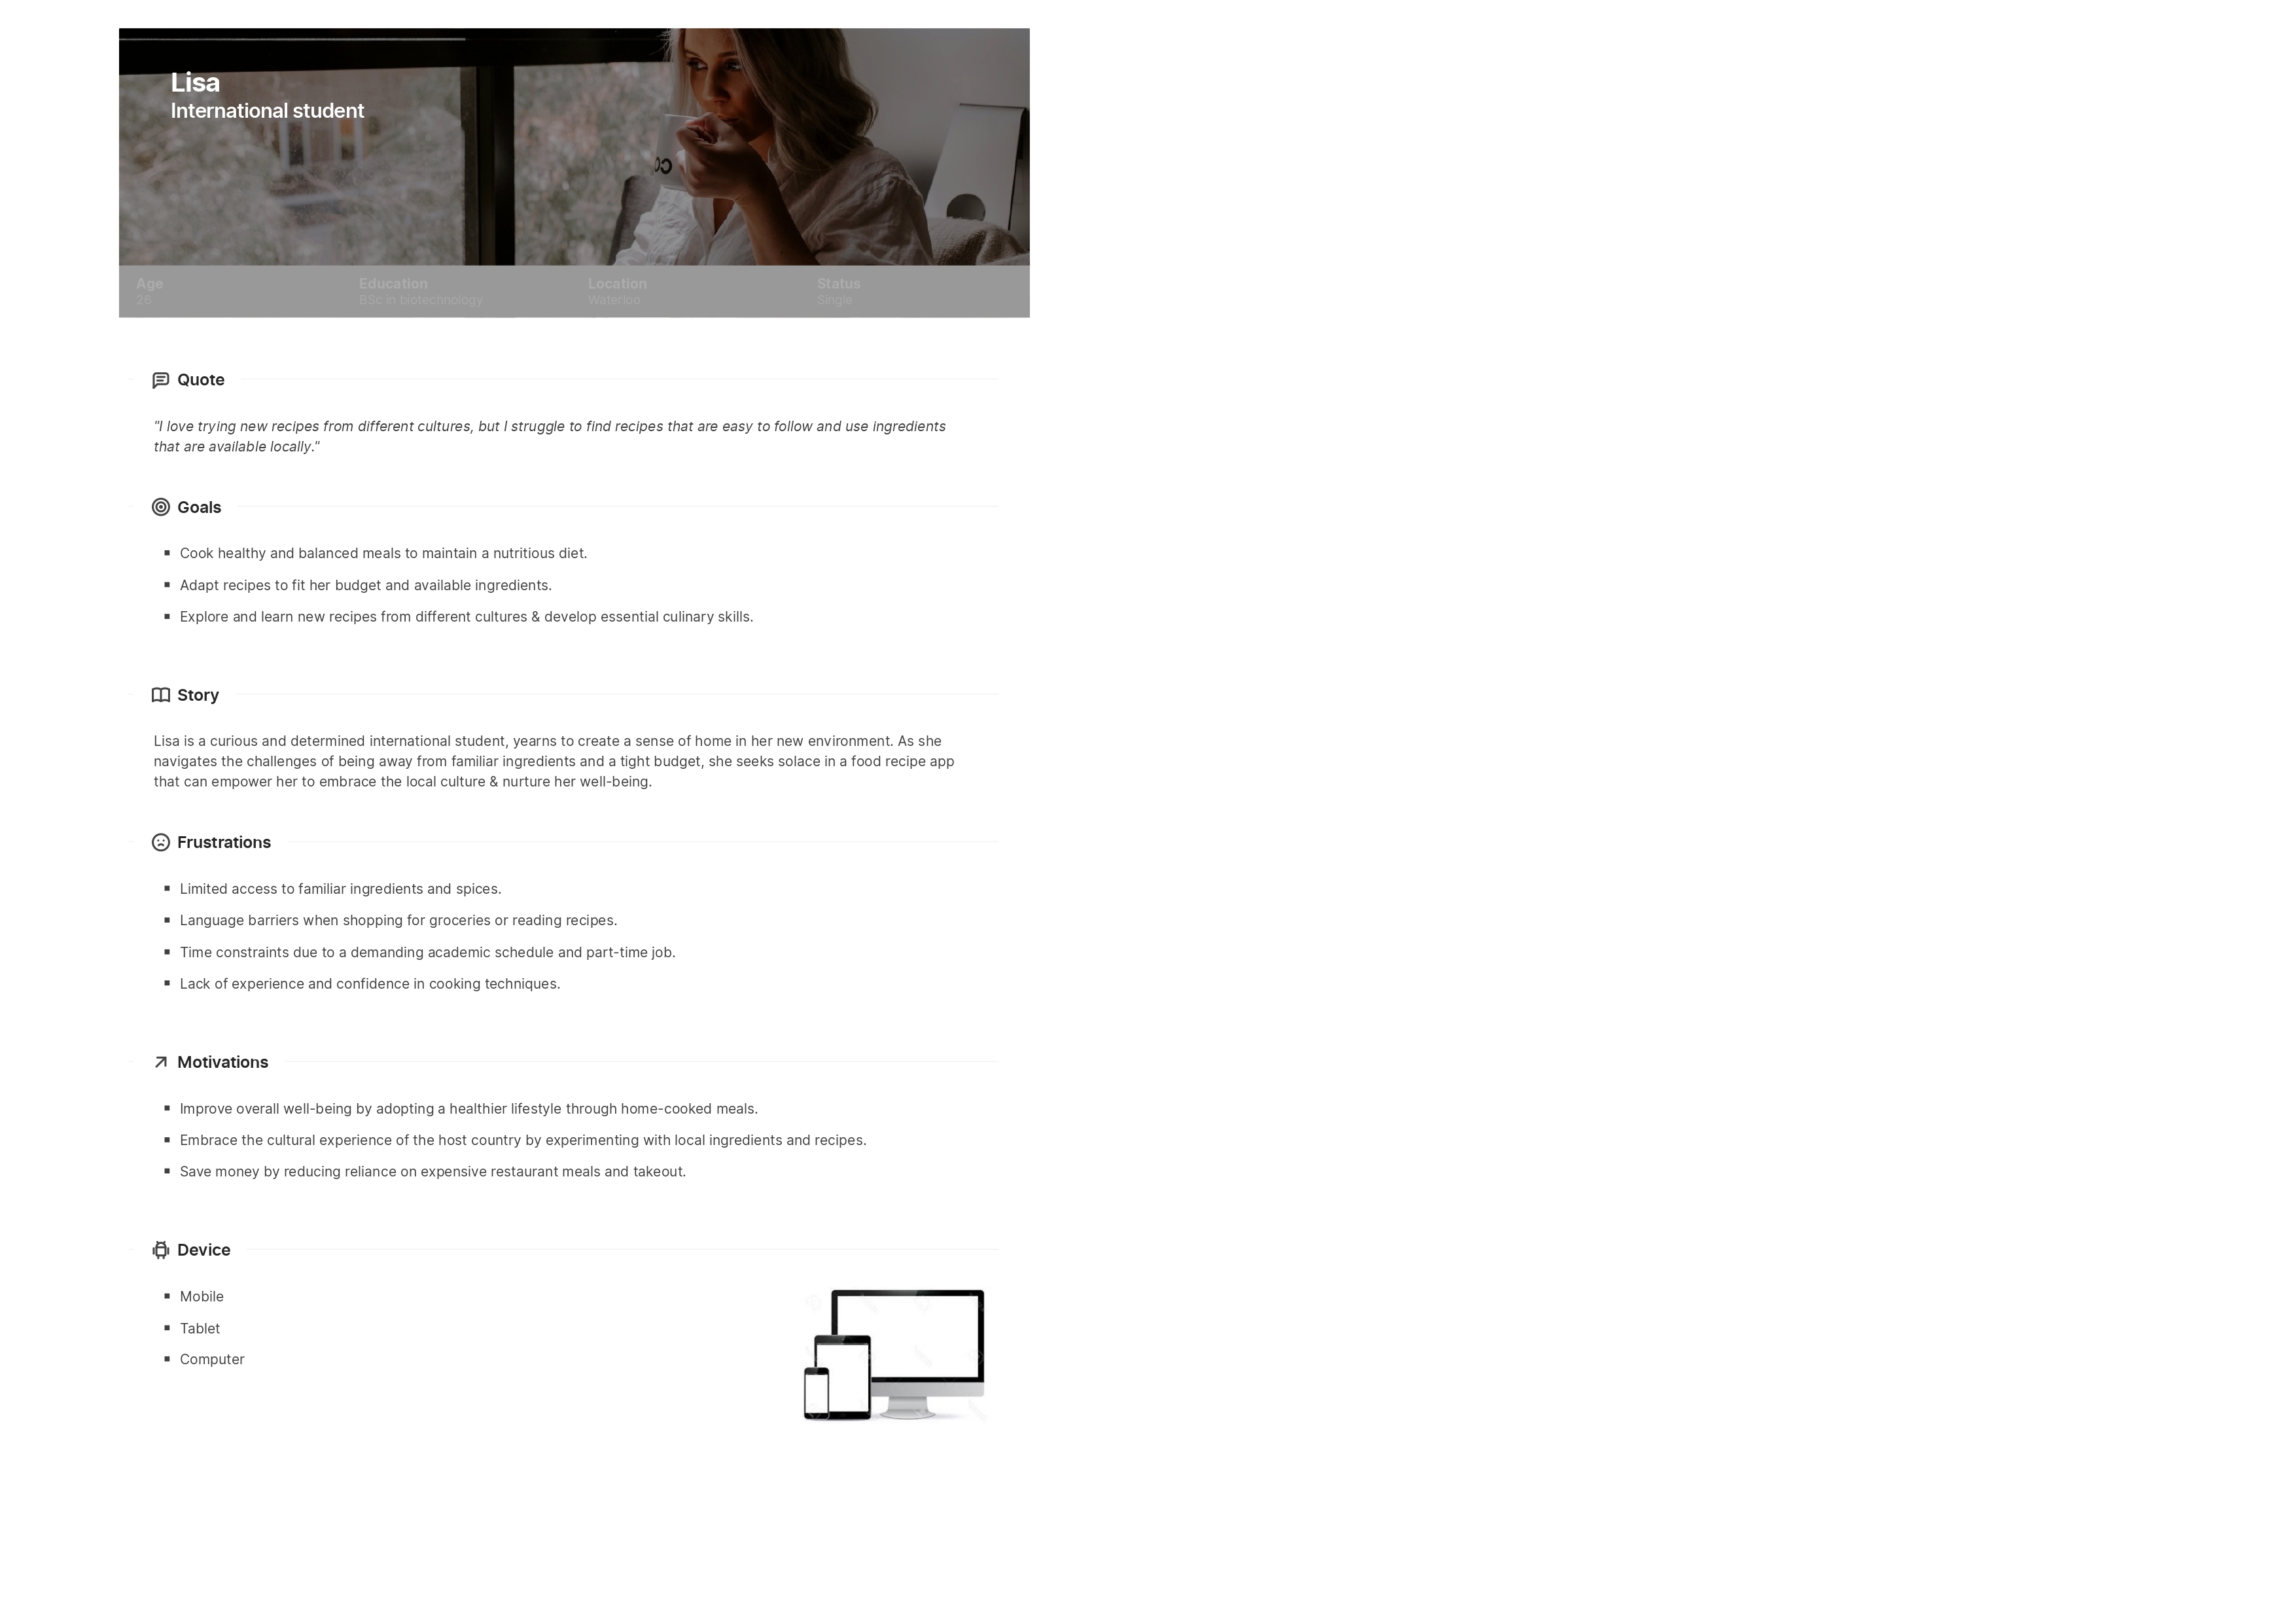 Lisa
International student
Age
Education
Location
Status
26
BSc in biotechnology
Waterloo
Single
Quote
"I love trying new recipes from different cultures, but I struggle to find recipes that are easy to follow and use ingredients
that are available locally."
Goals
▪ Cook healthy and balanced meals to maintain a nutritious diet.
▪ Adapt recipes to fit her budget and available ingredients.
▪ Explore and learn new recipes from different cultures & develop essential culinary skills.
Story
Lisa is a curious and determined international student, yearns to create a sense of home in her new environment. As she
navigates the challenges of being away from familiar ingredients and a tight budget, she seeks solace in a food recipe app
that can empower her to embrace the local culture & nurture her well-being.
Frustrations
▪ Limited access to familiar ingredients and spices.
▪ Language barriers when shopping for groceries or reading recipes.
▪ Time constraints due to a demanding academic schedule and part-time job.
▪ Lack of experience and confidence in cooking techniques.
Motivations
▪ Improve overall well-being by adopting a healthier lifestyle through home-cooked meals.
▪ Embrace the cultural experience of the host country by experimenting with local ingredients and recipes.
▪ Save money by reducing reliance on expensive restaurant meals and takeout.
Device
▪ Mobile
▪ Tablet
▪ Computer